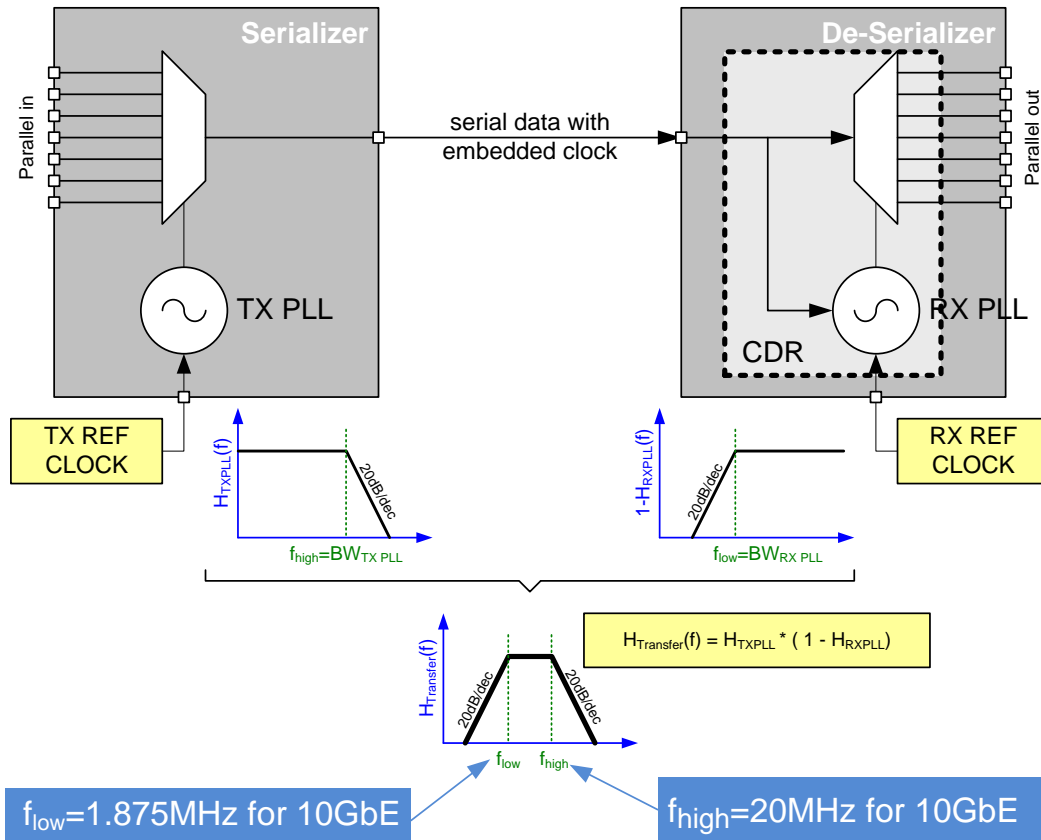 Serializer
De-Serializer
Parallel in
serial data with
embedded clock
Parallel out
TX PLL
RX PLL
CDR
TX REF
CLOCK
RX REF
CLOCK
H_TXPLL(f)
20dB/dec
f_high=BW_TX PLL
1-H_RXPLL(f)
20dB/dec
f_low=BW_RX PLL
H_Transfer(f) = H_TXPLL * ( 1 - H_RXPLL)
H_Transfer(f)
20dB/dec
20dB/dec
f_low
f_high
f_low=1.875MHz for 10GbE
f_high=20MHz for 10GbE